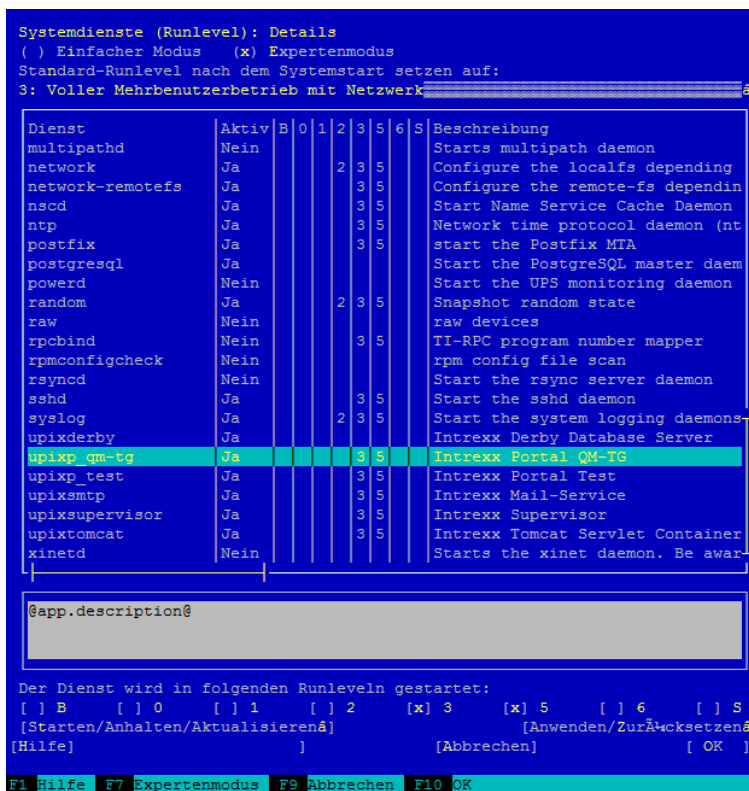 Systemdienste (Runlevel): Details
( ) Einfacher Modus (x) Expertenmodus
Standard-Runlevel nach dem Systemstart setzen auf:
3: Voller Mehrbenutzerbetrieb mit Netzwerk
Dienst |Aktiv|B|0|1|2|3|5|6|S|Beschreibung
multipathd Nein Starts multipath daemon
network Ja 2 3 5 Configure the localfs depending
network-remotefs Ja 3 5 Configure the remote-fs dependin
nscd Ja 3 5 Start Name Service Cache Daemon
ntp Ja 3 5 Network time protocol daemon (nt
postfix Ja 3 5 start the Postfix MTA
postgresql Ja Start the PostgreSQL master daem
powerd Nein Start the UPS monitoring daemon
random Ja 2 3 5 Snapshot random state
raw Nein raw devices
rpcbind Nein 3 5 TI-RPC program number mapper
rpmconfigcheck Nein rpm config file scan
rsyncd Nein Start the rsync server daemon
sshd Ja 3 5 Start the sshd daemon
syslog Ja 2 3 5 Start the system logging daemons
upixderby Ja Intrexx Derby Database Server
upixp_qm-tg Ja 3 5 Intrexx Portal QM-TG
upixp_test Ja 3 5 Intrexx Portal Test
upixsmtp Ja 3 5 Intrexx Mail-Service
upixsupervisor Ja 3 5 Intrexx Supervisor
upixtomcat Ja 3 5 Intrexx Tomcat Servlet Container
xinetd Nein Starts the xinet daemon. Be awar
@app.description@
Der Dienst wird in folgenden Runleveln gestartet:
[ ] B [ ] 0 [ ] 1 [ ] 2 [x] 3 [x] 5 [ ] 6 [ ] S
[Starten/Anhalten/Aktualisierenâ] [Anwenden/ZurÃ¼cksetzenâ
[Hilfe] ] [Abbrechen] [ OK ]
F1 Hilfe F7 Expertenmodus F9 Abbrechen F10 OK